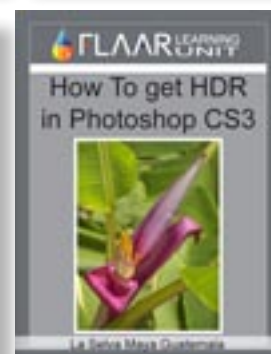 FLAAR LEARNING
UNIT
How To get HDR
in Photoshop CS3
La Selva Maya Guatemala